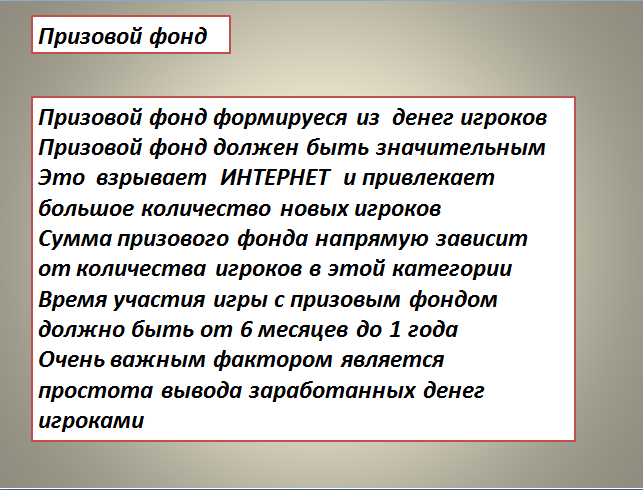 Призовой фонд
Призовой фонд формируеся из денег игроков
Призовой фонд должен быть значительным
Это взрывает ИНТЕРНЕТ и привлекает
большое количество новых игроков
Сумма призового фонда напрямую зависит
от количества игроков в этой категории
Время участия игры с призовым фондом
должно быть от 6 месяцев до 1 года
Очень важным фактором является
простота вывода заработанных денег
игроками